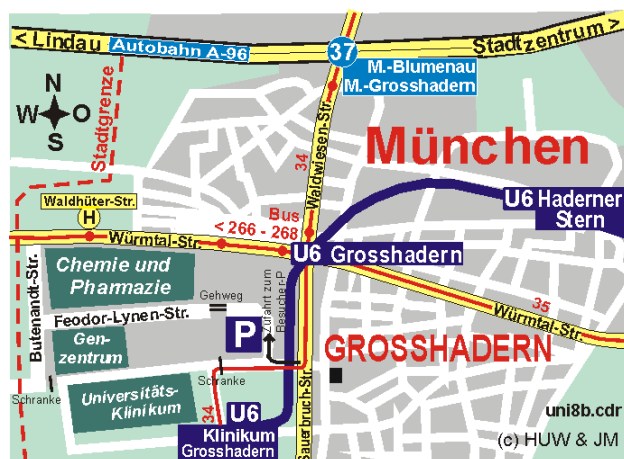 < Lindau
Autobahn A-96
37
Stadtzentrum >
M.-Blumenau
M.-Grosshadern
N
W O
S
Stadtgrenze
34
Waldwiesen-Str.
München
U6 Haderner
Stern
Waldhüter-Str.
H
Bus
< 266 - 268
Würmtal-Str.
U6 Grosshadern
Chemie und
Pharmazie
Butenandt-Str.
Gehweg
Zufahrt zum
Besucher-P
35
Würmtal-Str.
Feodor-Lynen-Str.
P
Gen-
zentrum
GROSSHADERN
Schranke
Schranke
Universitäts-
Klinikum
34
U6
Klinikum
Grosshadern
Sauerbruch-Str.
uni8b.cdr
(c) HUW & JM